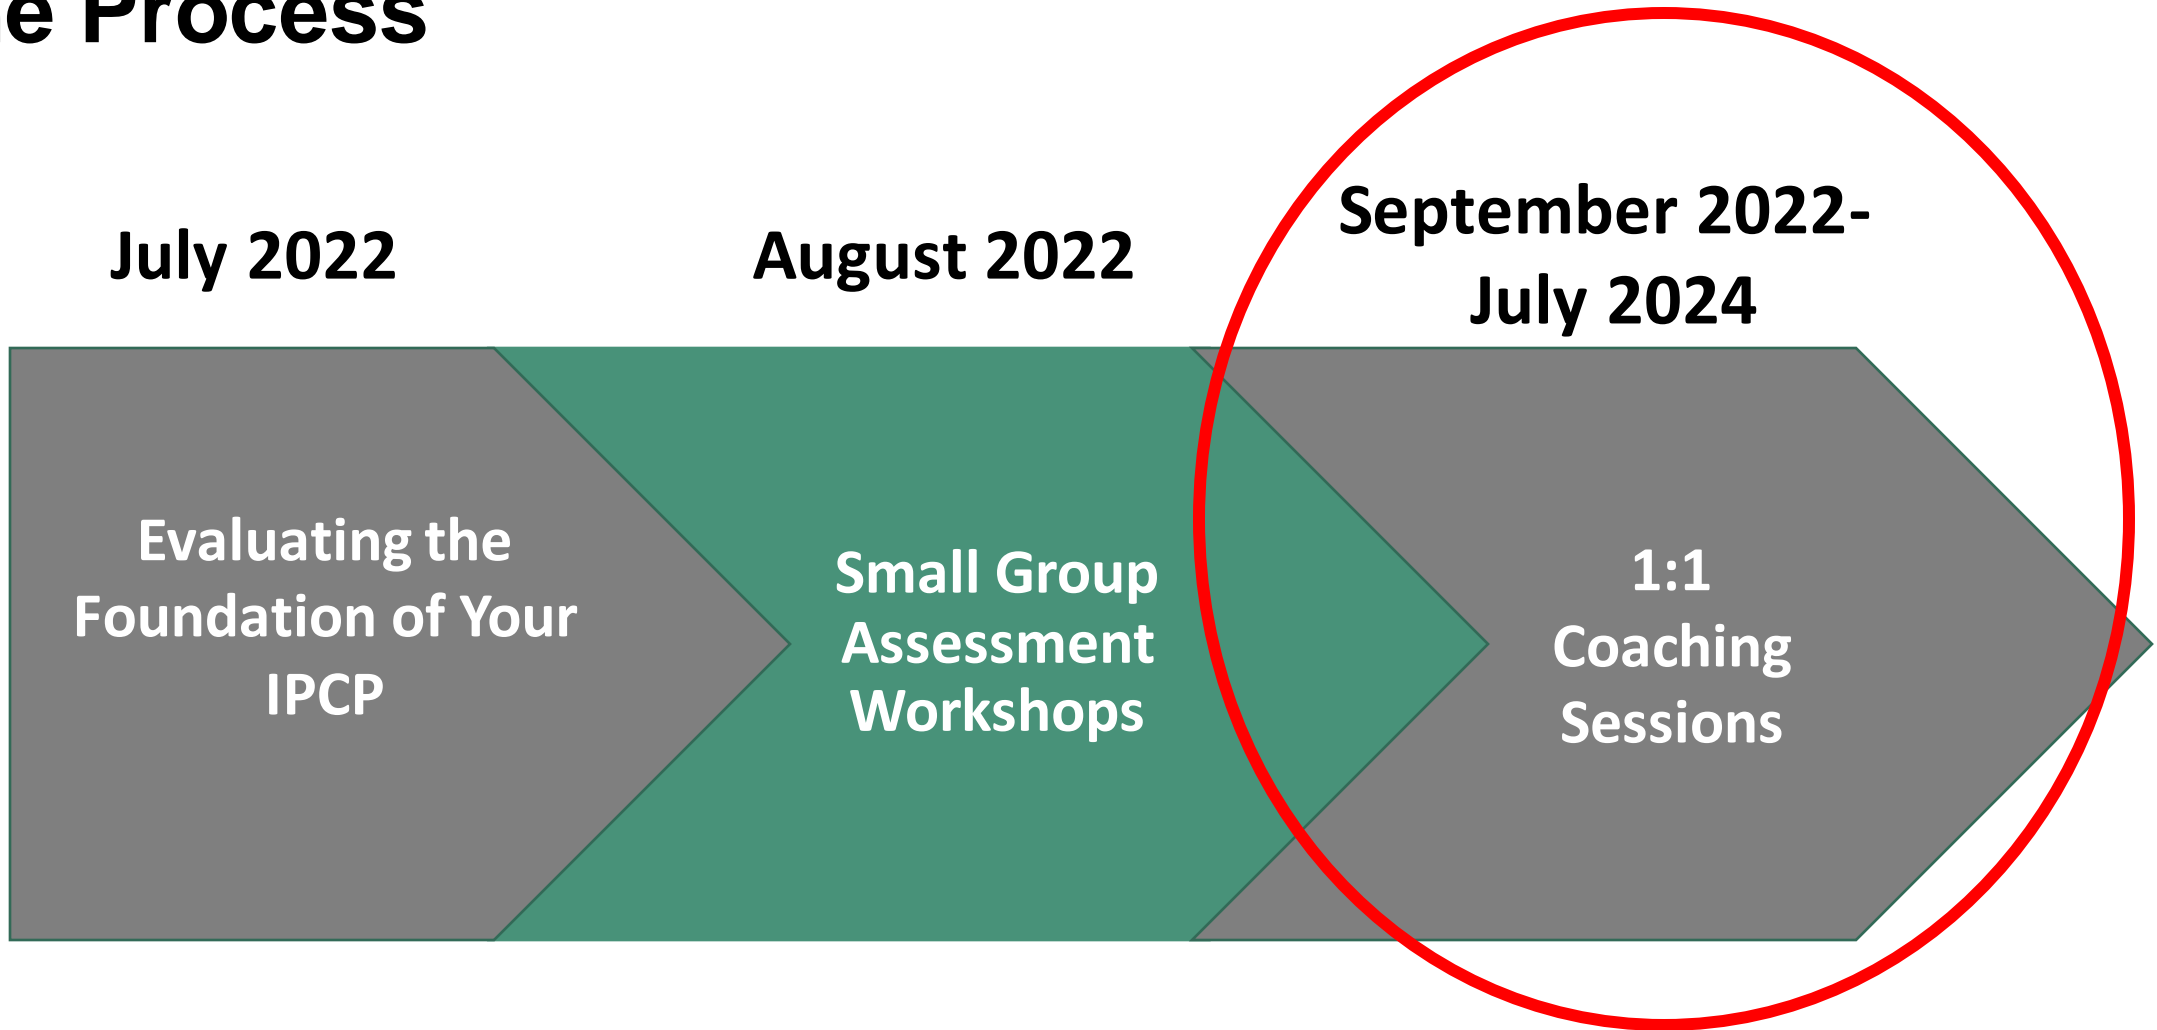 e Process
July 2022
August 2022
September 2022-
July 2024
Evaluating the
Foundation of Your
IPCP
Small Group
Assessment
Workshops
1:1
Coaching
Sessions